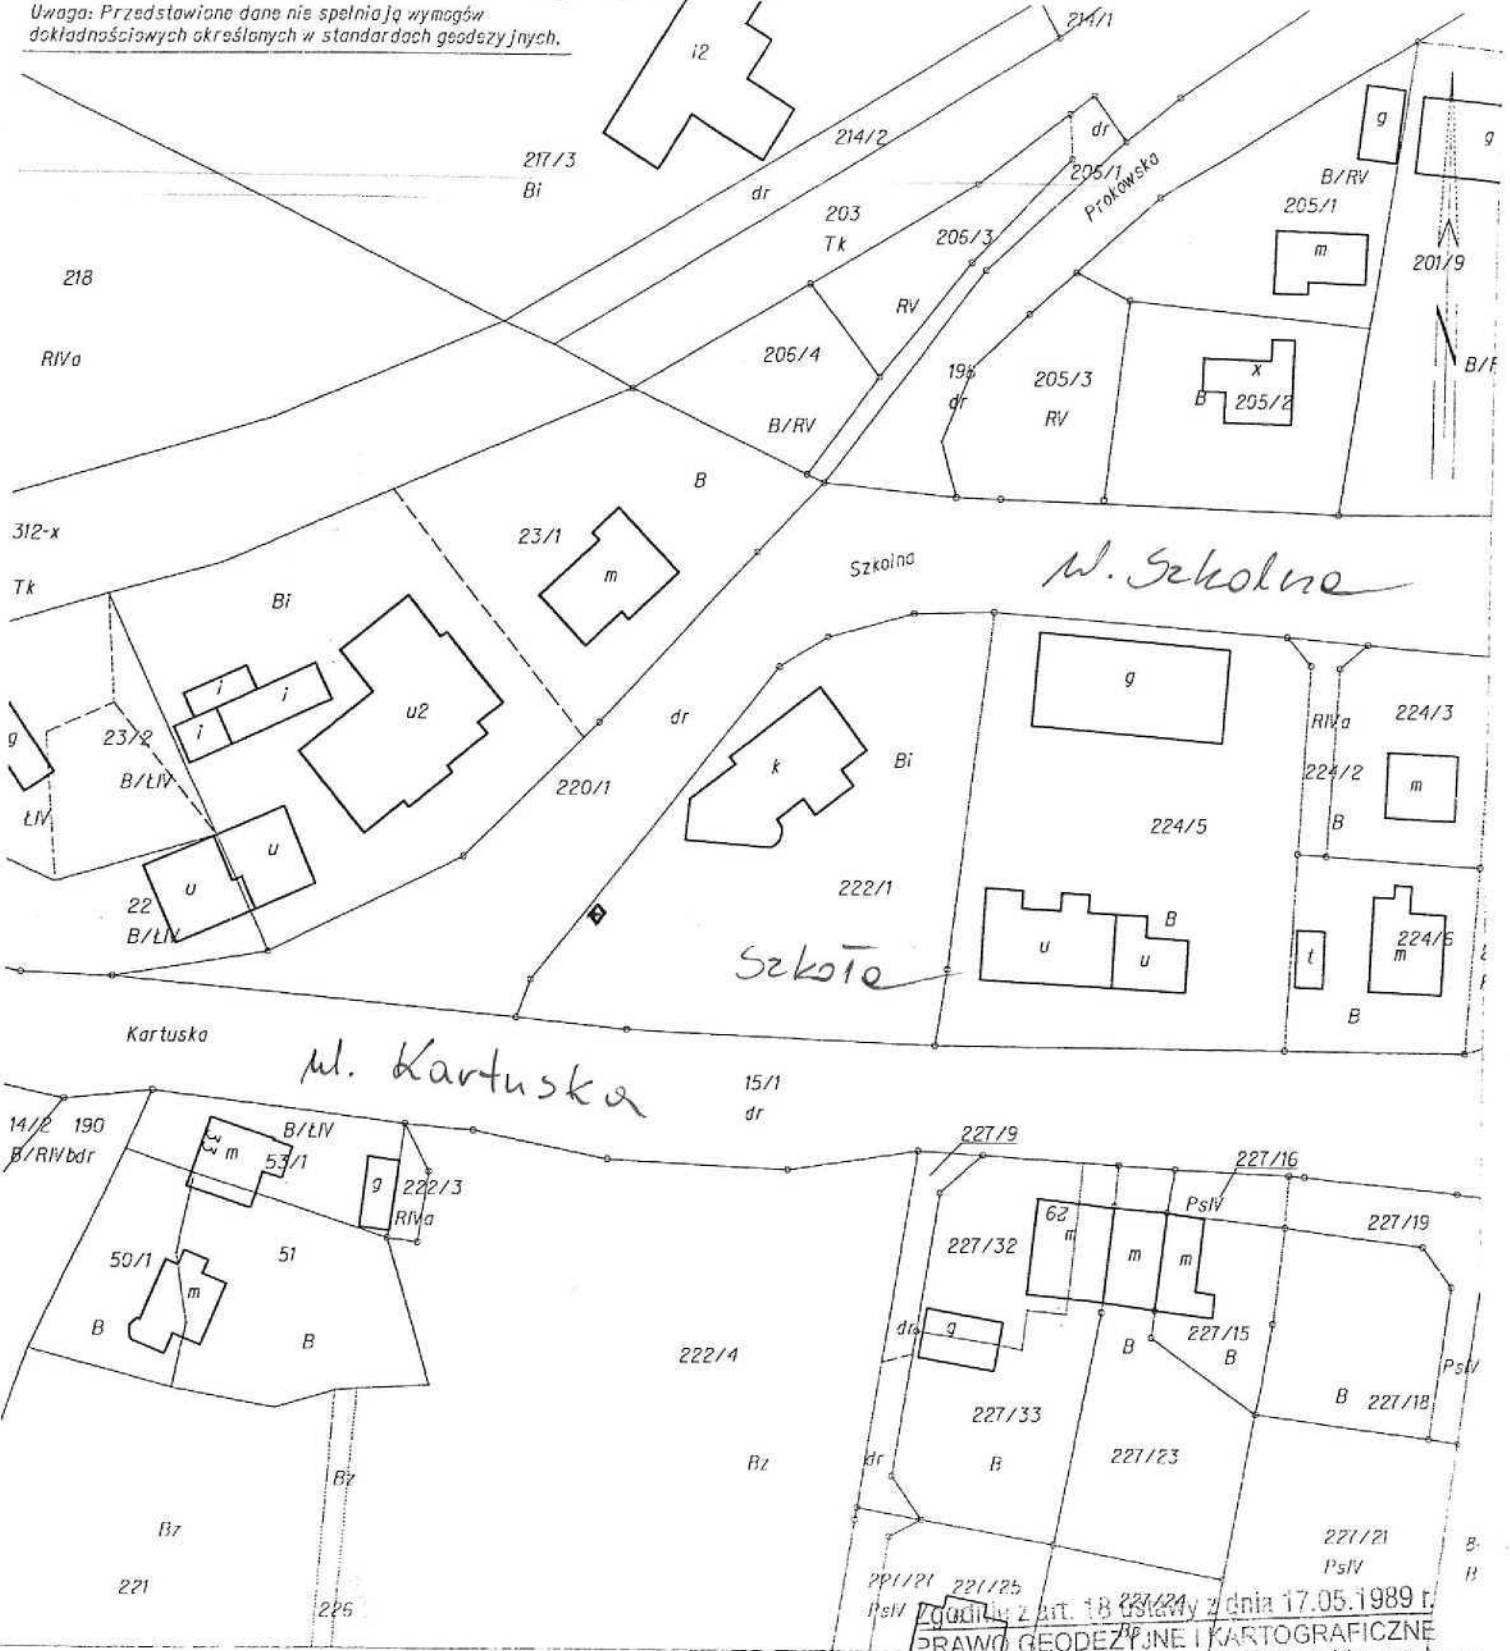 Uwaga: Przedstawione dane nie spełniają wymogów
dokładnościowych określonych w standardach geodezyjnych.
i2
214/1
217/3
Bi
214/2
dr
dr
205/1
Prokowska
203
Tk
206/3
RV
g
g
B/RV
205/1
m
201/9
218
RIVa
206/4
B/RV
196
dr
205/3
RV
x
B
205/2
312-x
Tk
B
23/1
m
Szkolna
ul. Szkolna
Bi
i
i
i
u2
g
23/2
B/ŁIV
ŁIV
dr
220/1
k
Bi
g
RIVa
224/3
224/2
m
B
224/5
u
u
22
B/ŁIV
222/1
Szkoła
u
u
B
t
m
224/6
B
Kartuska
ul. Kartuska
15/1
dr
14/2
190
B/RIVb
dr
33
m
B/ŁIV
53/1
g
222/3
RIVa
50/1
51
m
B
B
227/9
227/16
PsIV
227/19
227/32
62
m
m
m
dr
g
B
227/15
B
222/4
PsIV
B
227/18
227/33
B
227/23
Bz
dr
Bz
Bz
221
226
227/21
PsIV
B
PsIV
227/25
227/24
Zgodnie z art. 18 ustawy z dnia 17.05.1989 r.
PRAWO GEODEZYJNE I KARTOGRAFICZNE